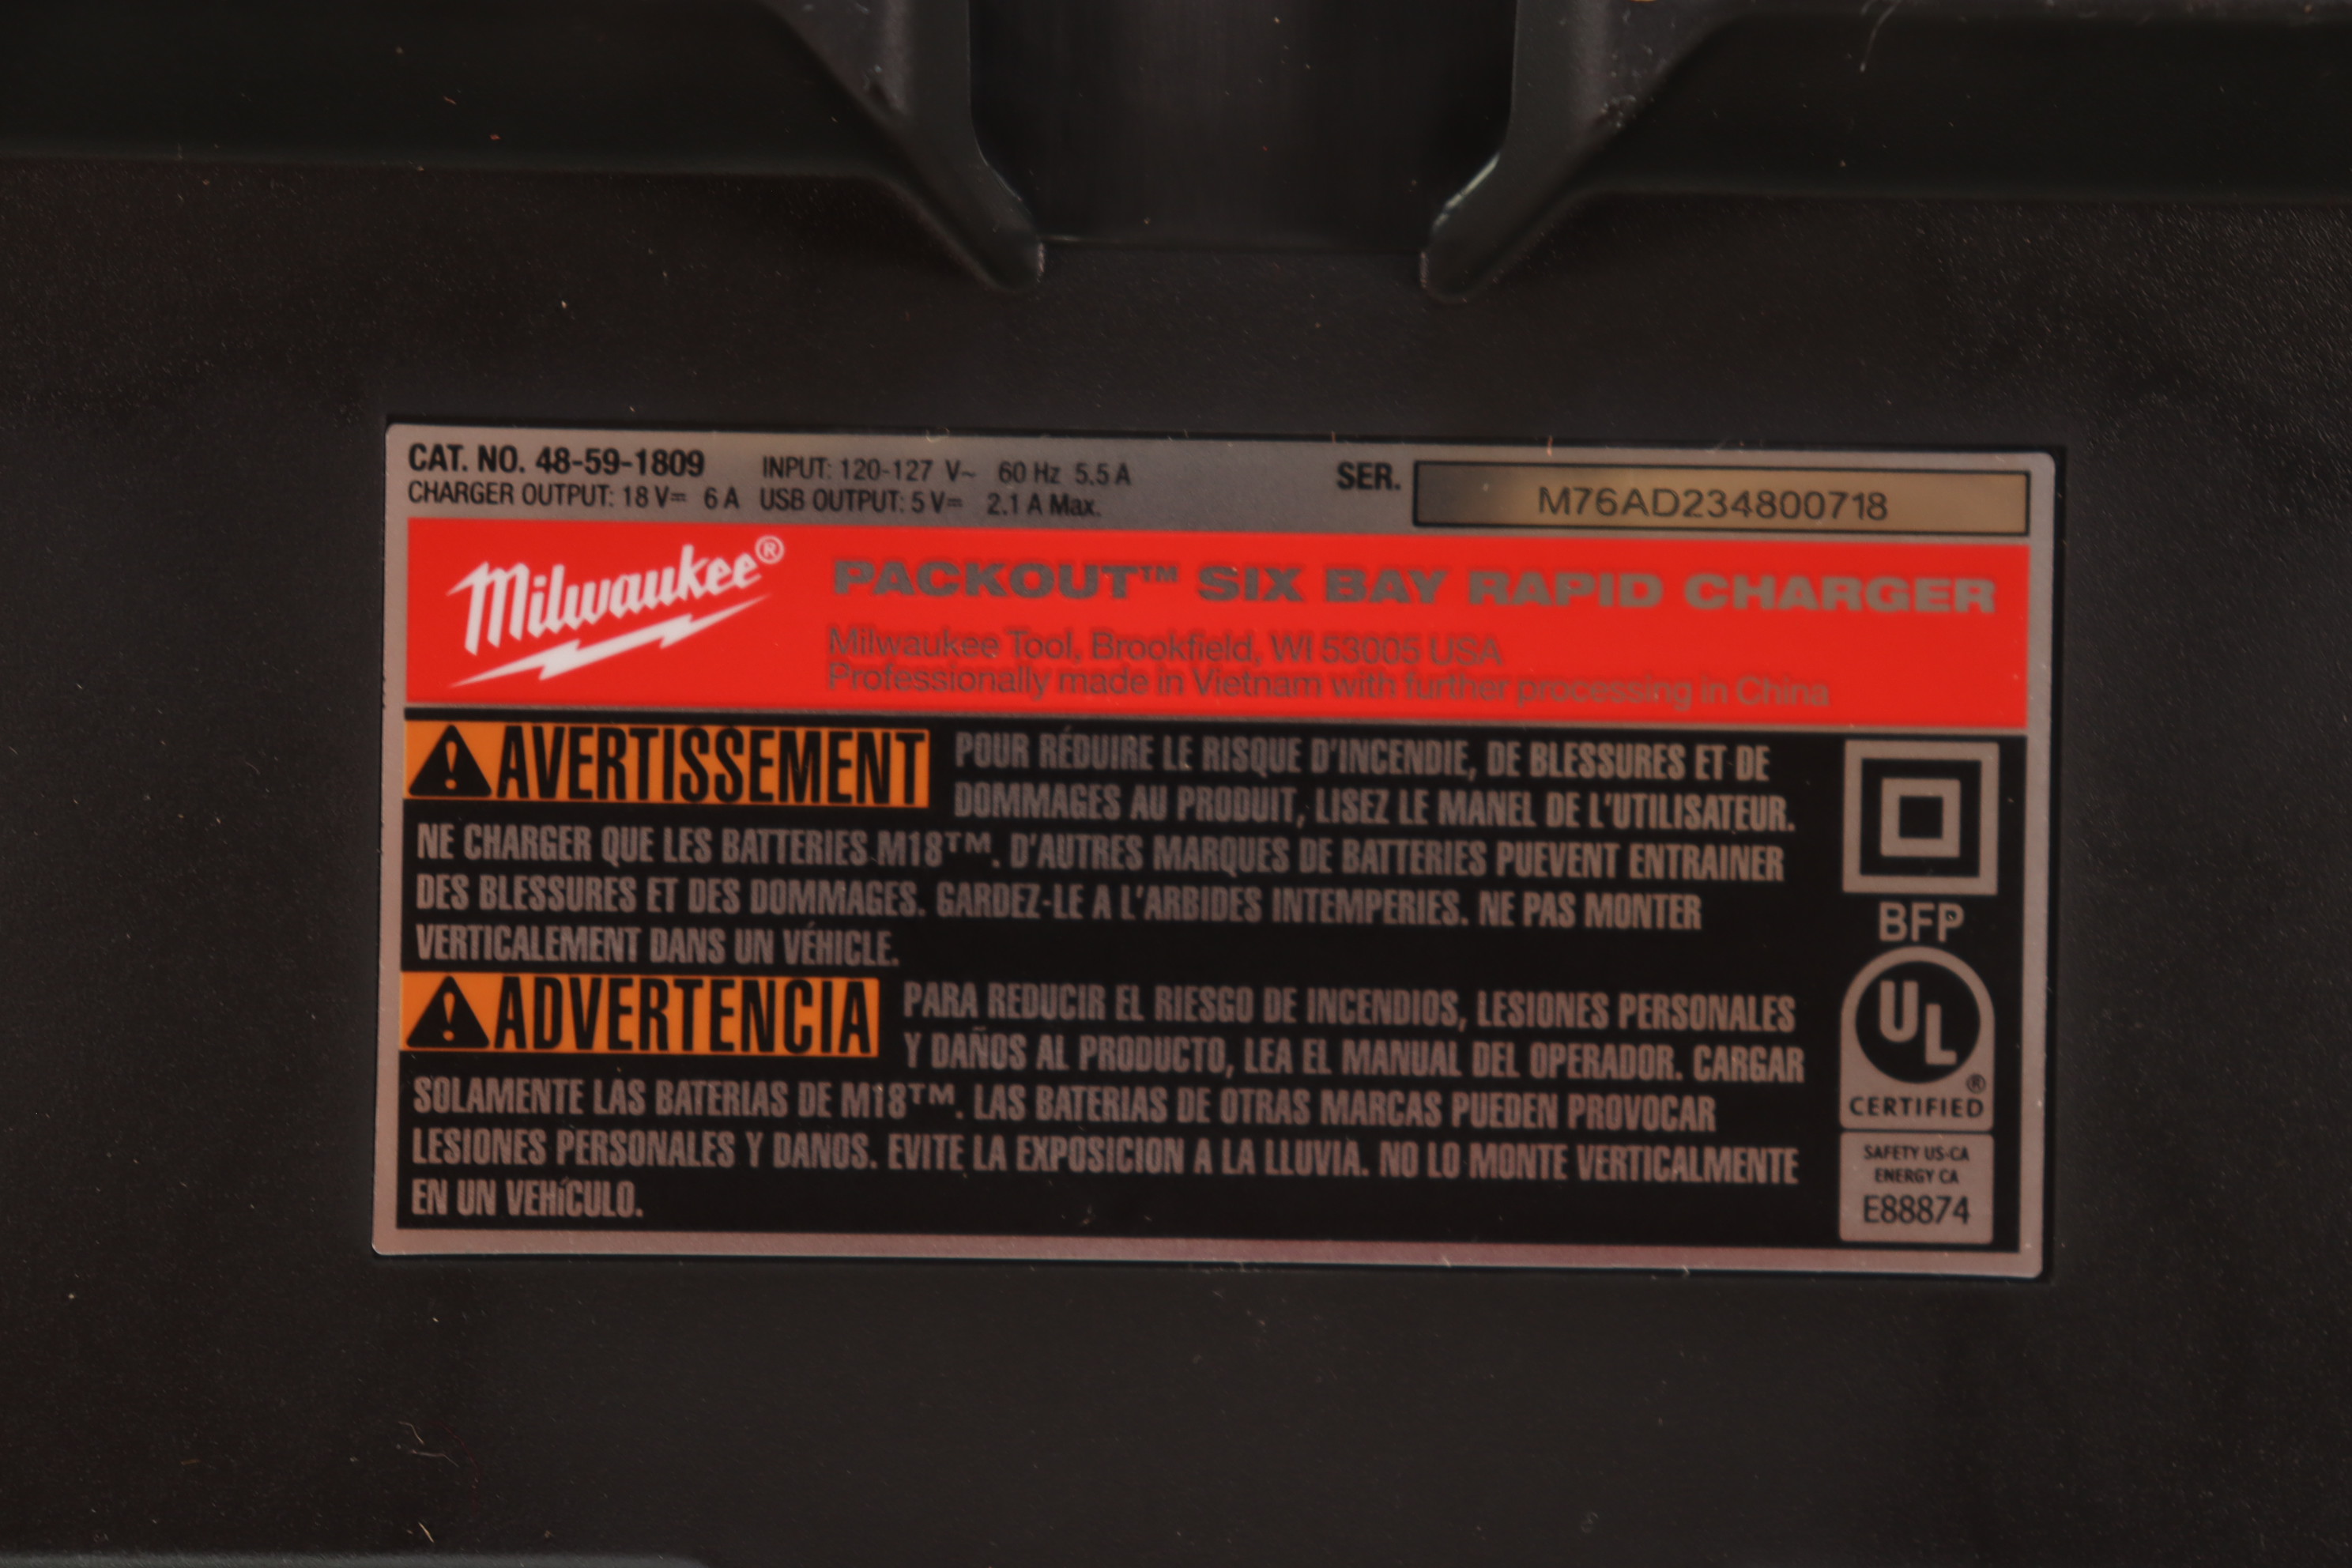 CAT. NO. 48-59-1809 INPUT: 120-127 V~ 60 Hz 5.5 A
CHARGER OUTPUT: 18 V⎓ 6 A USB OUTPUT: 5 V⎓ 2.1 A Max.
SER. M76AD234800718
Milwaukee®
PACKOUT™ SIX BAY RAPID CHARGER
Milwaukee Tool, Brookfield, WI 53005 USA
Professionally made in Vietnam with further processing in China
AVERTISSEMENT POUR RÉDUIRE LE RISQUE D'INCENDIE, DE BLESSURES ET DE
DOMMAGES AU PRODUIT, LISEZ LE MANEL DE L'UTILISATEUR.
NE CHARGER QUE LES BATTERIES M18™. D'AUTRES MARQUES DE BATTERIES PUEVENT ENTRAINER
DES BLESSURES ET DES DOMMAGES. GARDEZ-LE A L'ARBIDES INTEMPERIES. NE PAS MONTER
VERTICALEMENT DANS UN VÉHICLE.
ADVERTENCIA PARA REDUCIR EL RIESGO DE INCENDIOS, LESIONES PERSONALES
Y DAÑOS AL PRODUCTO, LEA EL MANUAL DEL OPERADOR. CARGAR
SOLAMENTE LAS BATERIAS DE M18™. LAS BATERIAS DE OTRAS MARCAS PUEDEN PROVOCAR
LESIONES PERSONALES Y DANOS. EVITE LA EXPOSICION A LA LLUVIA. NO LO MONTE VERTICALMENTE
EN UN VEHíCULO.
BFP
UL®
CERTIFIED
SAFETY US-CA
ENERGY CA
E88874